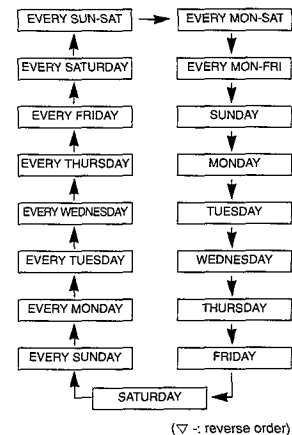 EVERY SUN-SAT
EVERY MON-SAT
EVERY SATURDAY
EVERY MON-FRI
EVERY FRIDAY
SUNDAY
EVERY THURSDAY
MONDAY
EVERY WEDNESDAY
TUESDAY
EVERY TUESDAY
WEDNESDAY
EVERY MONDAY
THURSDAY
EVERY SUNDAY
FRIDAY
SATURDAY
(▽ -: reverse order)